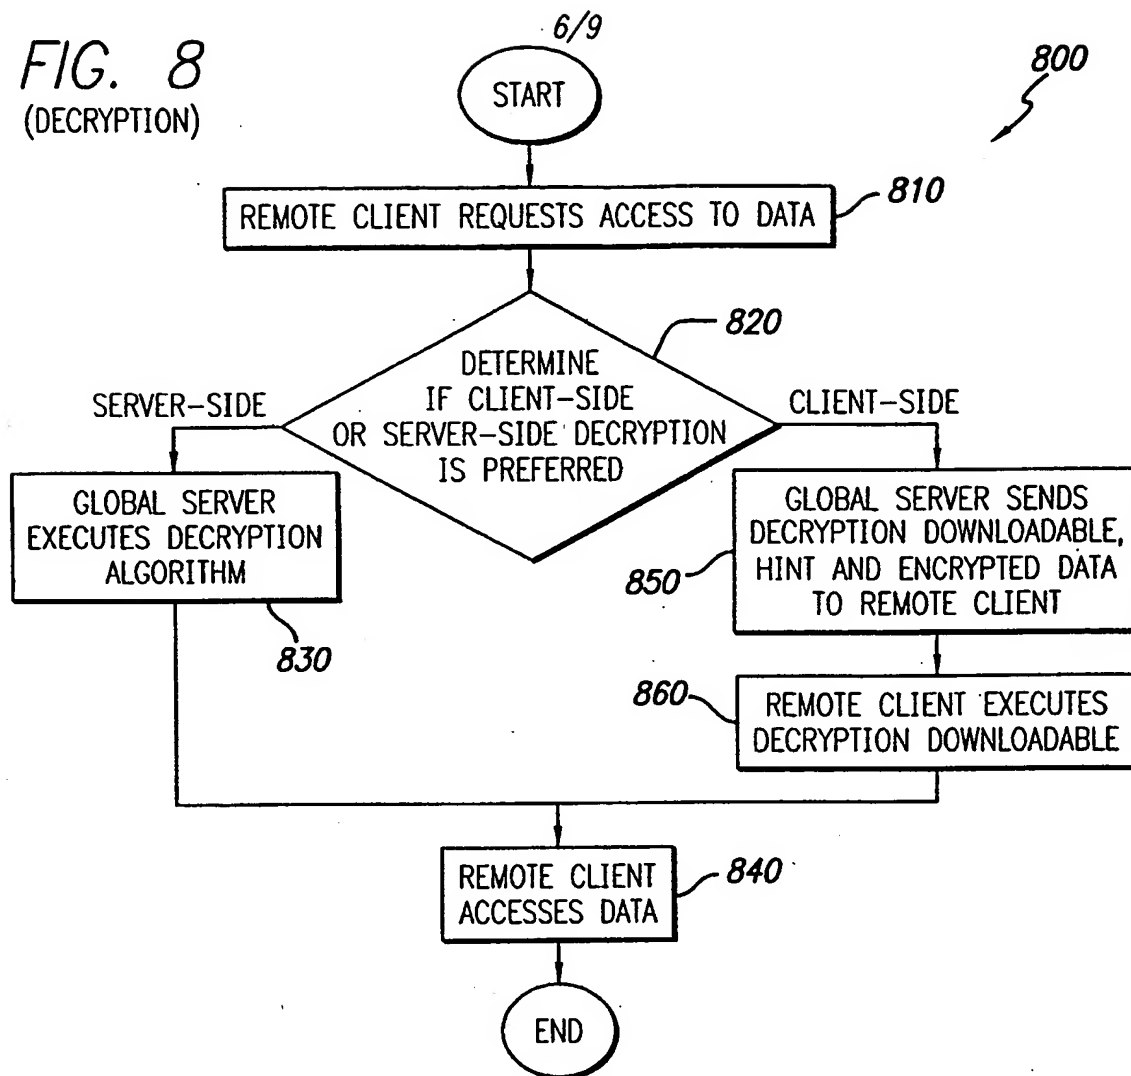 6/9
FIG. 8
(DECRYPTION)
START
800
REMOTE CLIENT REQUESTS ACCESS TO DATA
810
DETERMINE
IF CLIENT-SIDE
OR SERVER-SIDE DECRYPTION
IS PREFERRED
820
SERVER-SIDE
CLIENT-SIDE
GLOBAL SERVER
EXECUTES DECRYPTION
ALGORITHM
830
GLOBAL SERVER SENDS
DECRYPTION DOWNLOADABLE,
HINT AND ENCRYPTED DATA
TO REMOTE CLIENT
850
REMOTE CLIENT EXECUTES
DECRYPTION DOWNLOADABLE
860
REMOTE CLIENT
ACCESSES DATA
840
END